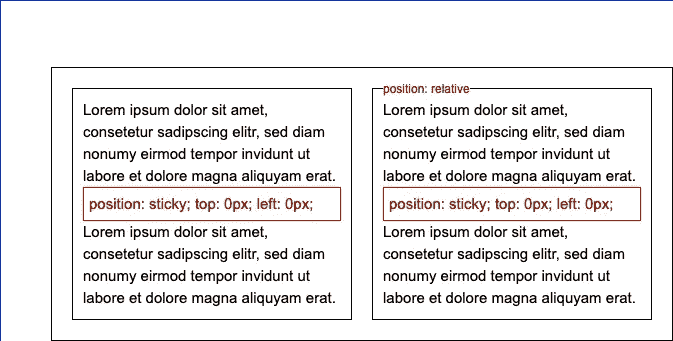 Lorem ipsum dolor sit amet,
consetetur sadipscing elitr, sed diam
nonumy eirmod tempor invidunt ut
labore et dolore magna aliquyam erat.
position: sticky; top: 0px; left: 0px;
Lorem ipsum dolor sit amet,
consetetur sadipscing elitr, sed diam
nonumy eirmod tempor invidunt ut
labore et dolore magna aliquyam erat.
position: relative
Lorem ipsum dolor sit amet,
consetetur sadipscing elitr, sed diam
nonumy eirmod tempor invidunt ut
labore et dolore magna aliquyam erat.
position: sticky; top: 0px; left: 0px;
Lorem ipsum dolor sit amet,
consetetur sadipscing elitr, sed diam
nonumy eirmod tempor invidunt ut
labore et dolore magna aliquyam erat.